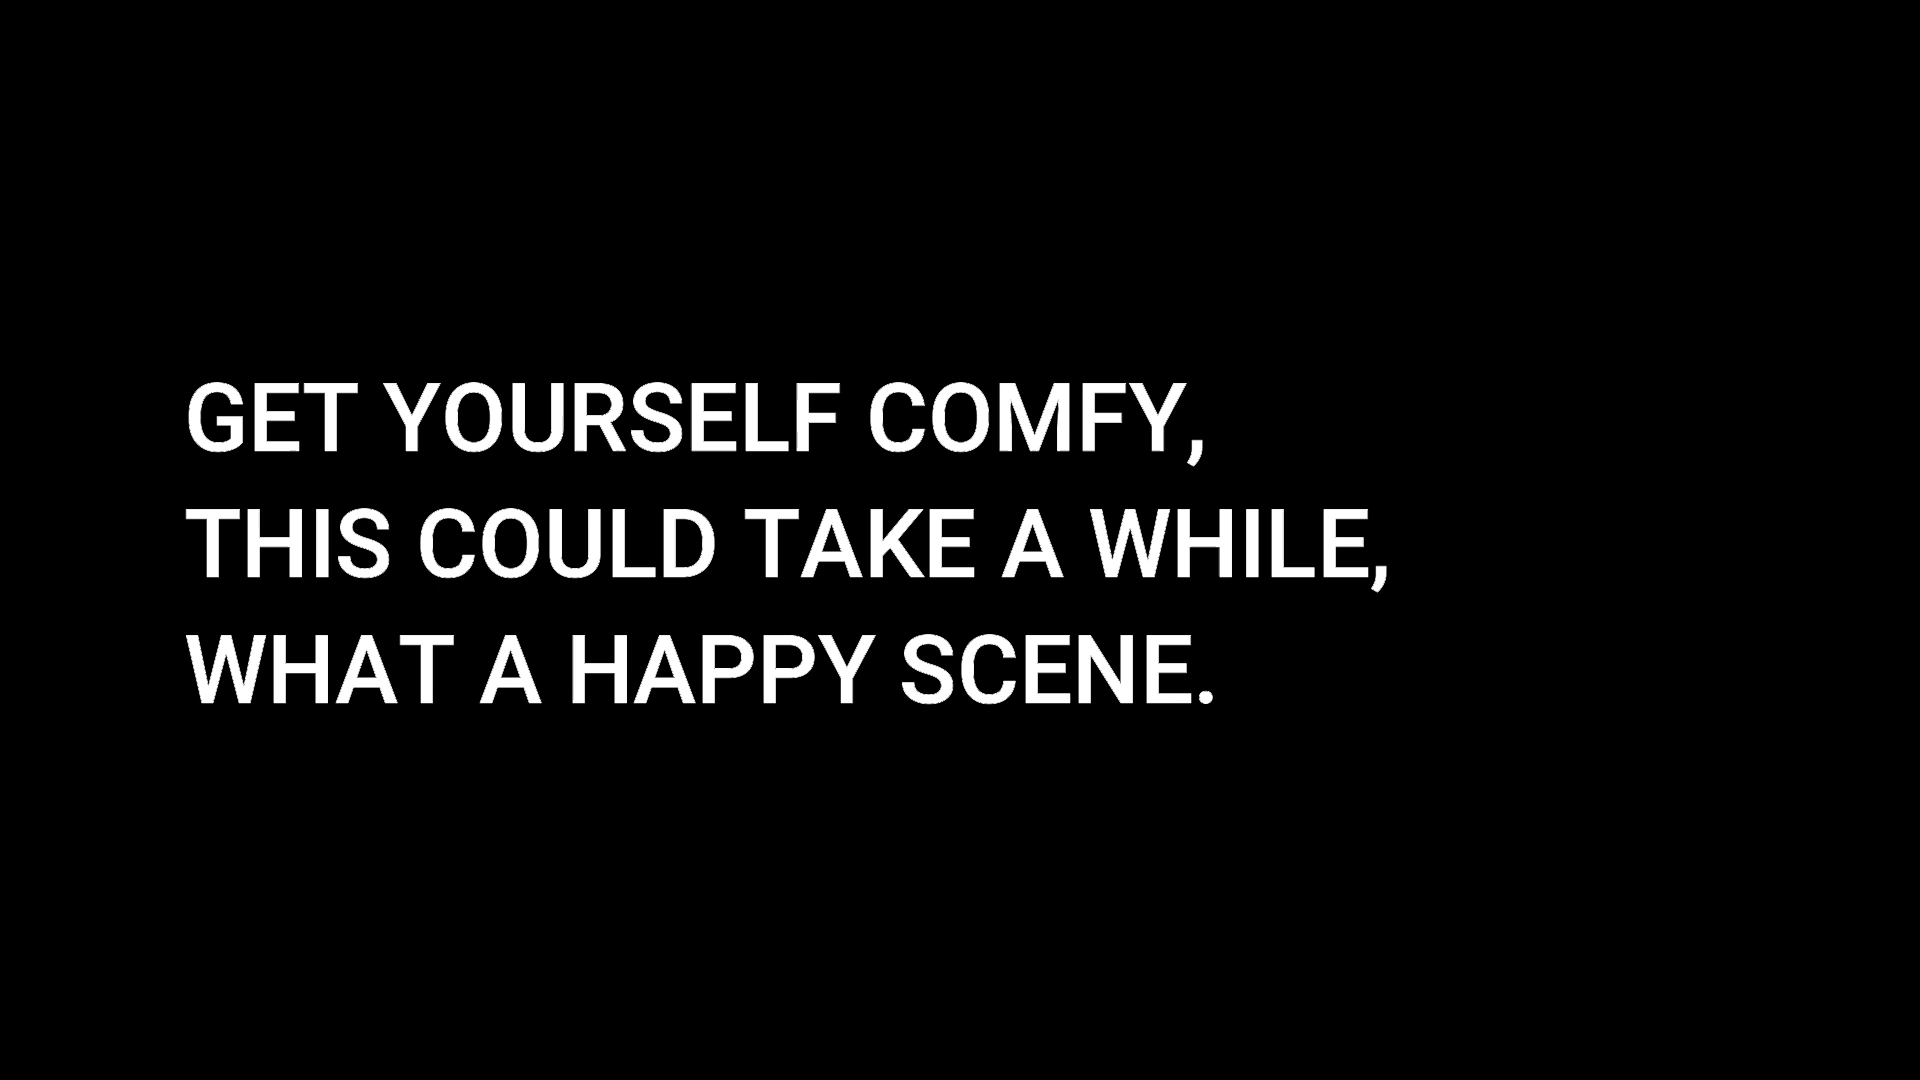 GET YOURSELF COMFY,
THIS COULD TAKE A WHILE,
WHAT A HAPPY SCENE.